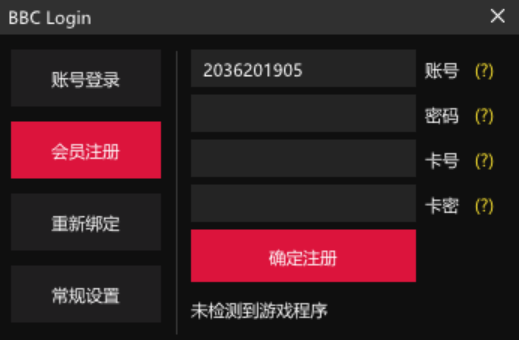 BBC Login
账号登录
会员注册
重新绑定
常规设置
2036201905 账号 (?)
密码 (?)
卡号 (?)
卡密 (?)
确定注册
未检测到游戏程序